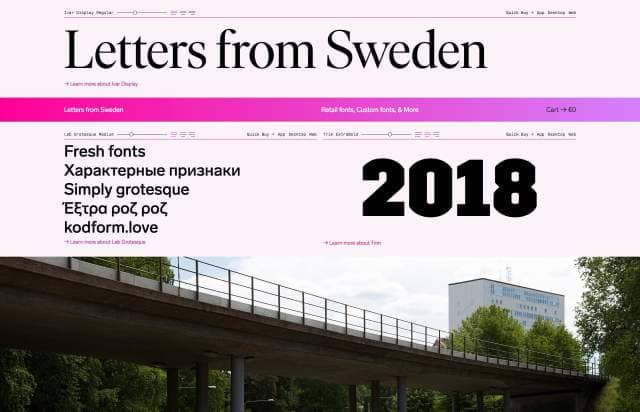 Ivar Display Regular
Quick Buy + App Desktop Web
Letters from Sweden
→ Learn more about Ivar Display
Letters from Sweden
Retail fonts, Custom fonts, & More
Cart → €0
Lab Grotesque Medium
Quick Buy + App Desktop Web
Fresh fonts
Характерные признаки
Simply grotesque
Έξτρα ροζ ροζ
kodform.love
→ Learn more about Lab Grotesque
Trim ExtraBold
Quick Buy + App Desktop Web
2018
→ Learn more about Trim